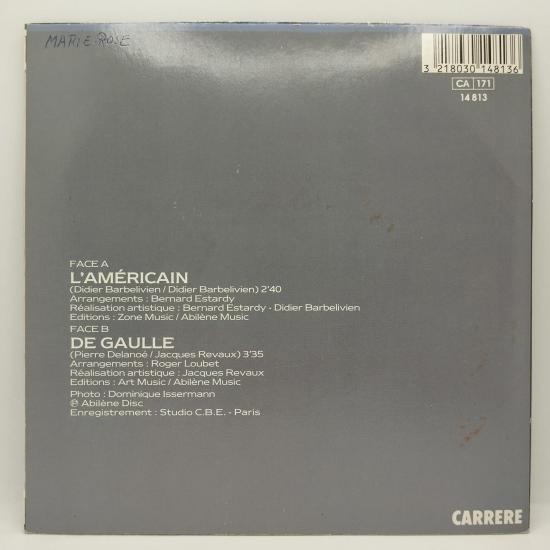 MARIE-ROSE
3 218030 148136
CA 171
14 813
FACE A
L'AMÉRICAIN
(Didier Barbelivien / Didier Barbelivien) 2'40
Arrangements : Bernard Estardy
Réalisation artistique : Bernard Estardy - Didier Barbelivien
Editions : Zone Music / Abilène Music
FACE B
DE GAULLE
(Pierre Delanoé / Jacques Revaux) 3'35
Arrangements : Roger Loubet
Réalisation artistique : Jacques Revaux
Editions : Art Music / Abilène Music
Photo : Dominique Issermann
℗ Abilène Disc
Enregistrement : Studio C.B.E. - Paris
CARRERE